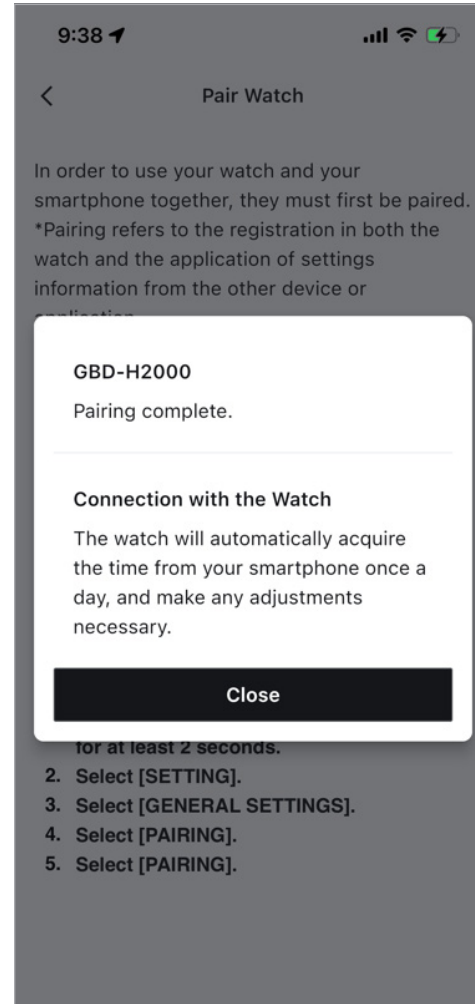 9:38
Pair Watch
In order to use your watch and your
smartphone together, they must first be paired.
*Pairing refers to the registration in both the
watch and the application of settings
information from the other device or
GBD-H2000
Pairing complete.
Connection with the Watch
The watch will automatically acquire
the time from your smartphone once a
day, and make any adjustments
necessary.
Close
for at least 2 seconds.
2. Select [SETTING].
3. Select [GENERAL SETTINGS].
4. Select [PAIRING].
5. Select [PAIRING].